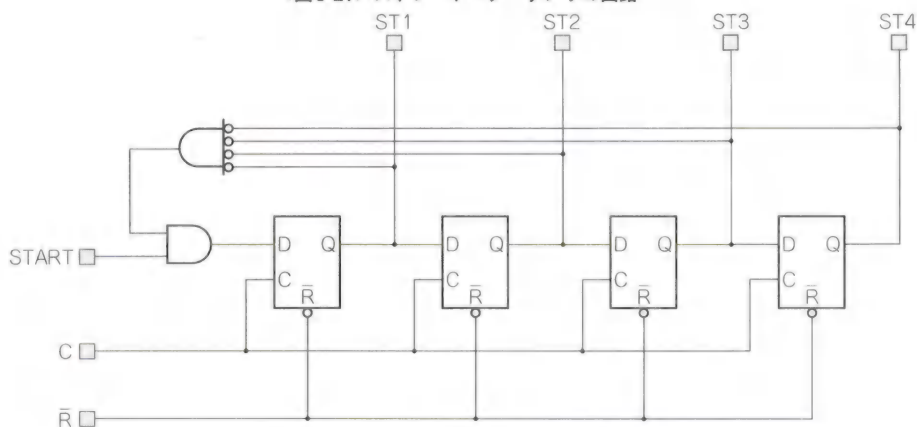 ST1 ST2 ST3 ST4
D Q D Q D Q D Q
START
C C C C
R̅ R̅ R̅ R̅
C
R̅